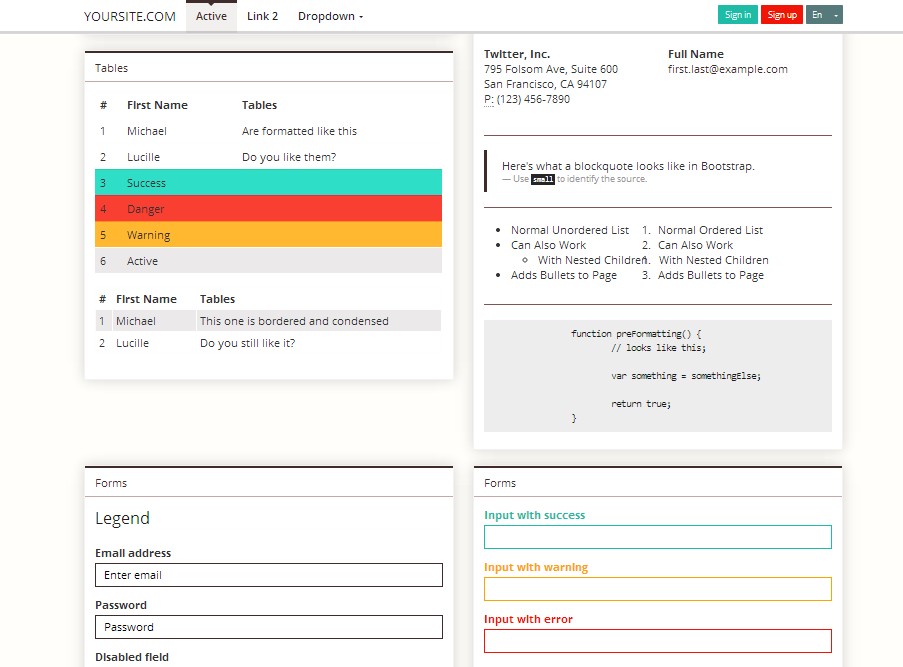 YOURSITE.COM Active Link 2 Dropdown Sign in Sign up En
Tables
# First Name Tables
1 Michael Are formatted like this
2 Lucille Do you like them?
3 Success
4 Danger
5 Warning
6 Active
# First Name Tables
1 Michael This one is bordered and condensed
2 Lucille Do you still like it?
Twitter, Inc.
795 Folsom Ave, Suite 600
San Francisco, CA 94107
P: (123) 456-7890
Full Name
first.last@example.com
Here's what a blockquote looks like in Bootstrap.
— Use small to identify the source.
• Normal Unordered List
• Can Also Work
○ With Nested Children
• Adds Bullets to Page
1. Normal Ordered List
2. Can Also Work
1. With Nested Children
3. Adds Bullets to Page
function preFormatting() {
// looks like this;
var something = somethingElse;
return true;
}
Forms
Legend
Email address
Enter email
Password
Password
Disabled field
Forms
Input with success
Input with warning
Input with error